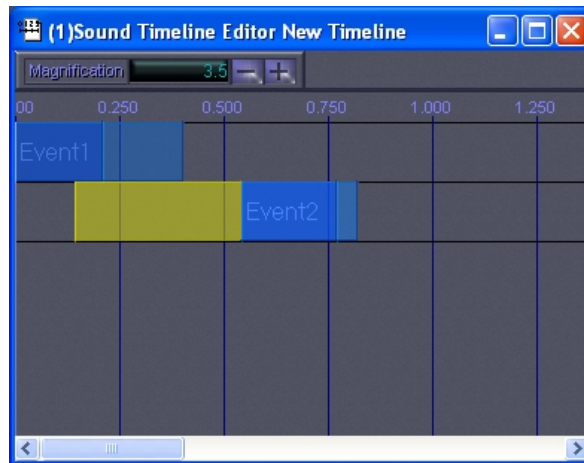 (1)Sound Timeline Editor New Timeline
Magnification 3.5
00 0.250 0.500 0.750 1.000 1.250
Event1
Event2